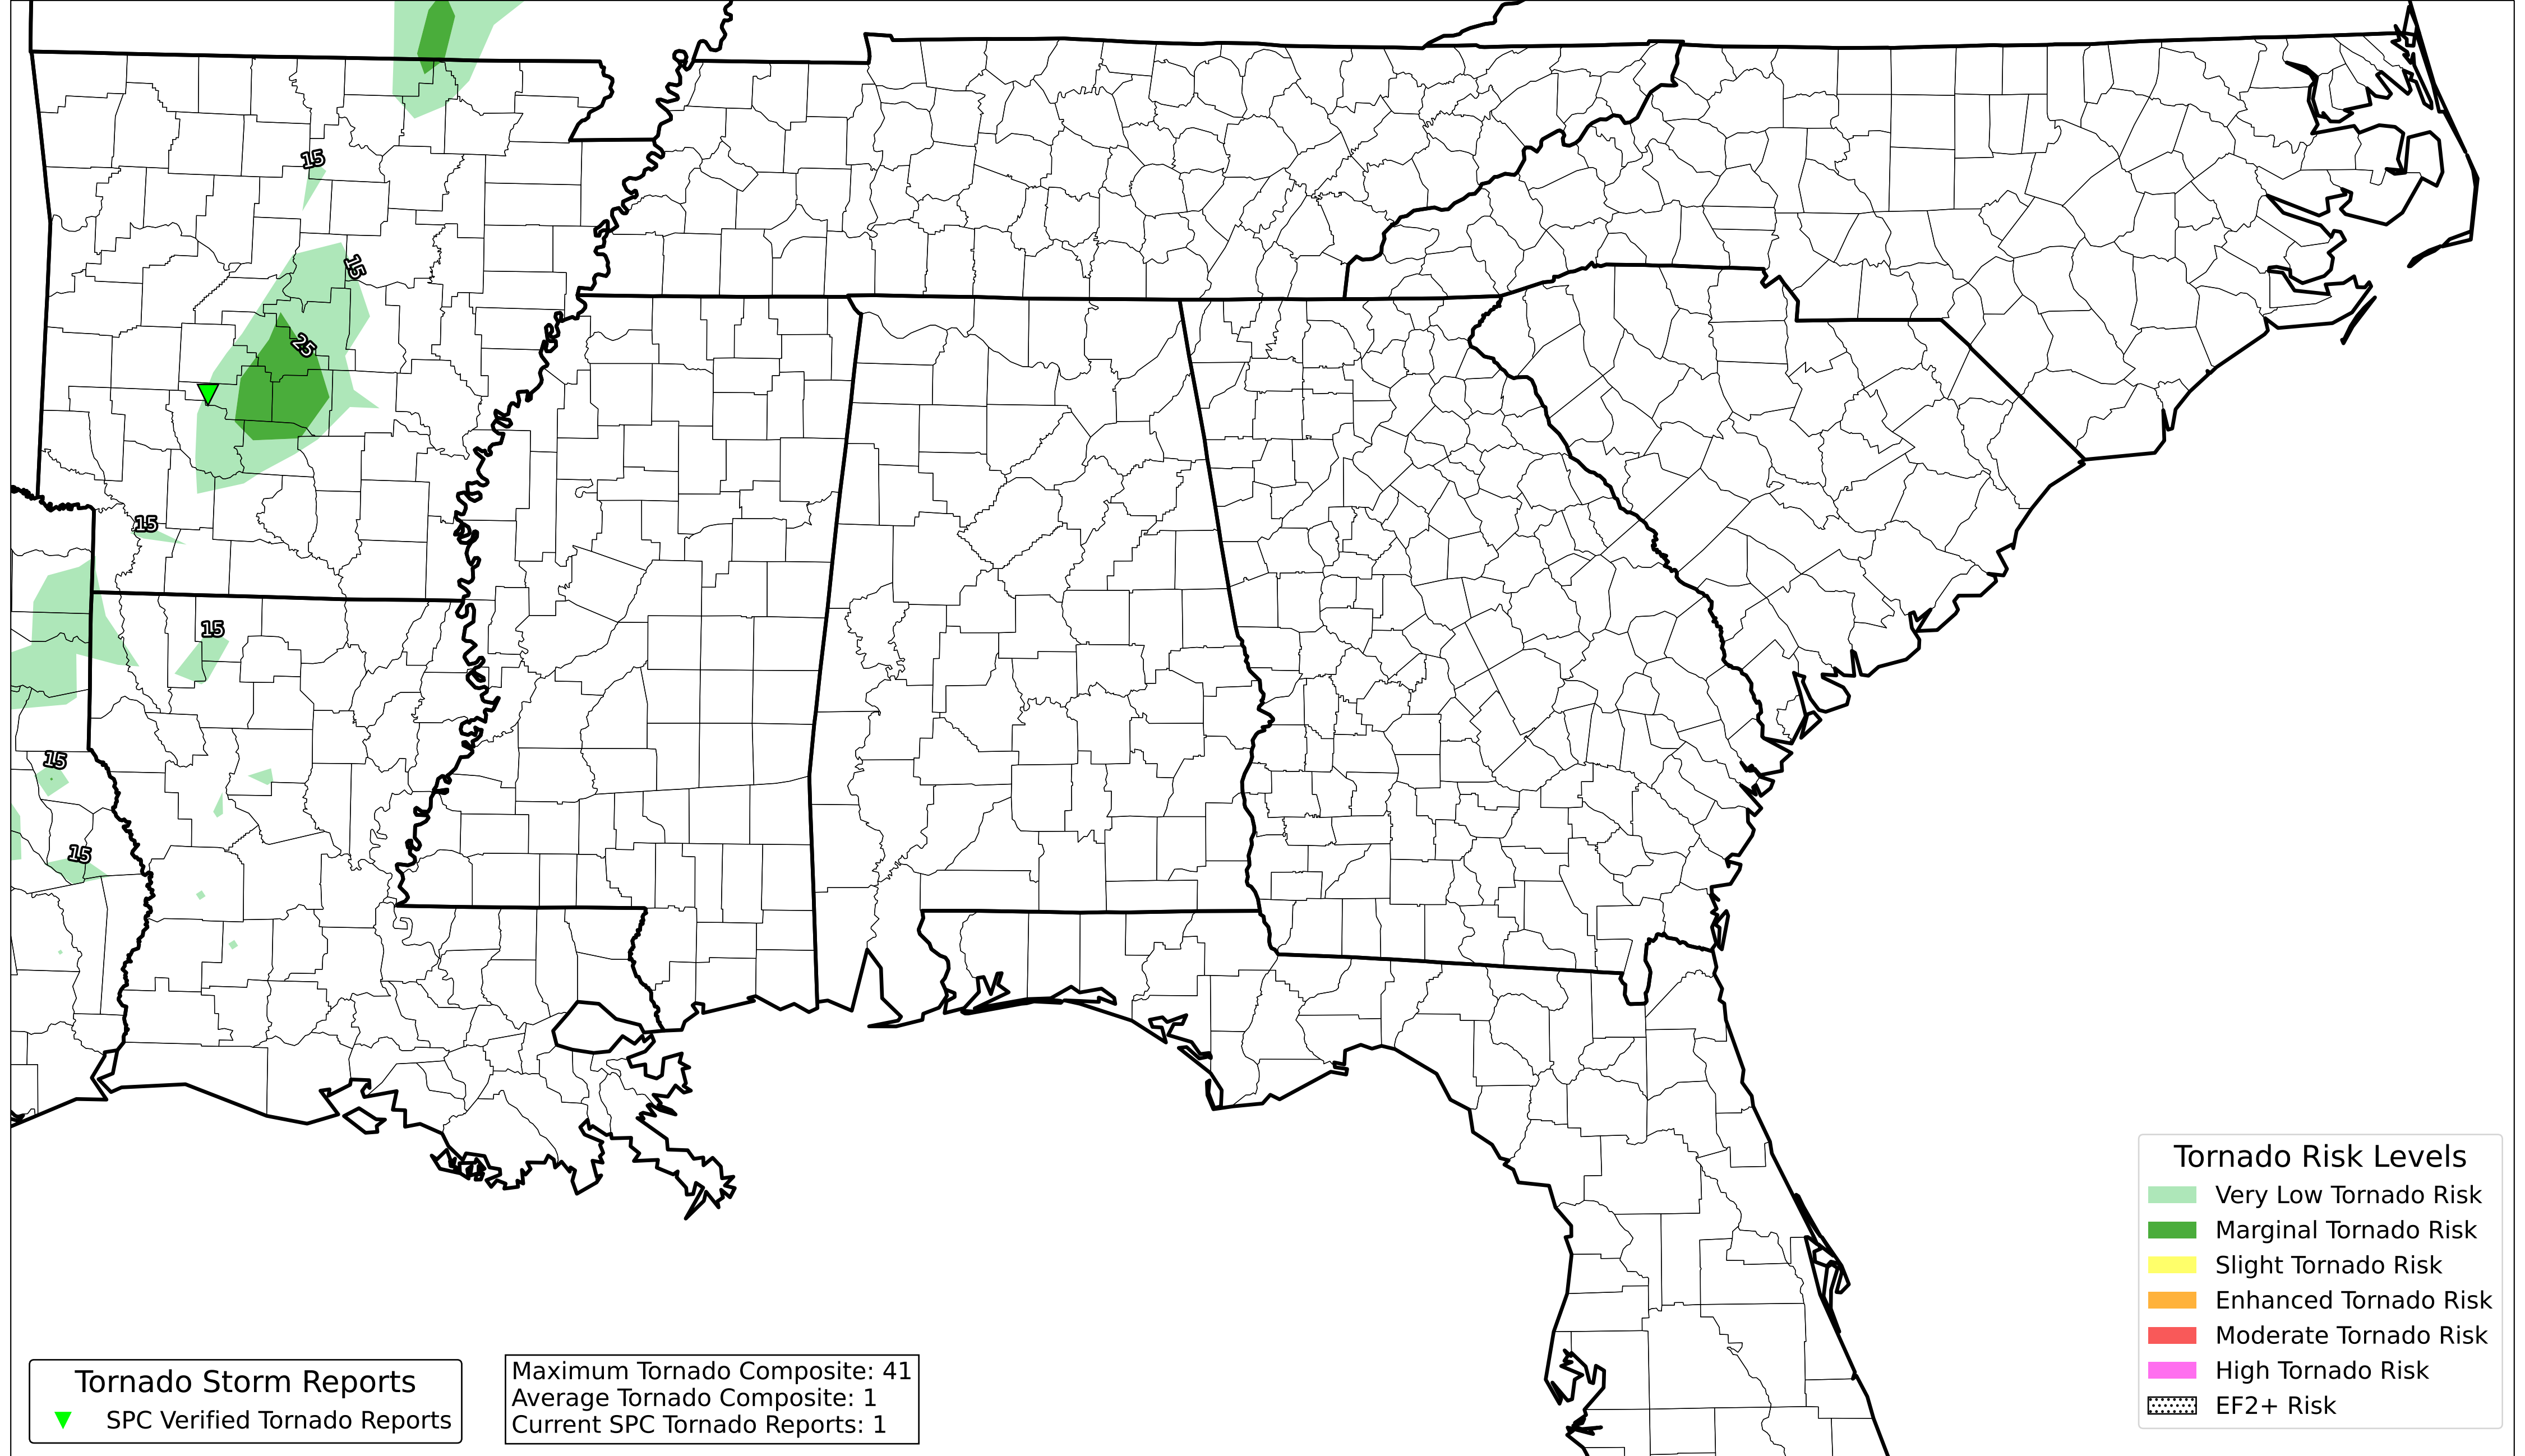 15
15
25
15
15
15
15
Tornado Risk Levels
Very Low Tornado Risk
Marginal Tornado Risk
Slight Tornado Risk
Enhanced Tornado Risk
Moderate Tornado Risk
High Tornado Risk
EF2+ Risk
Tornado Storm Reports
SPC Verified Tornado Reports
Maximum Tornado Composite: 41
Average Tornado Composite: 1
Current SPC Tornado Reports: 1